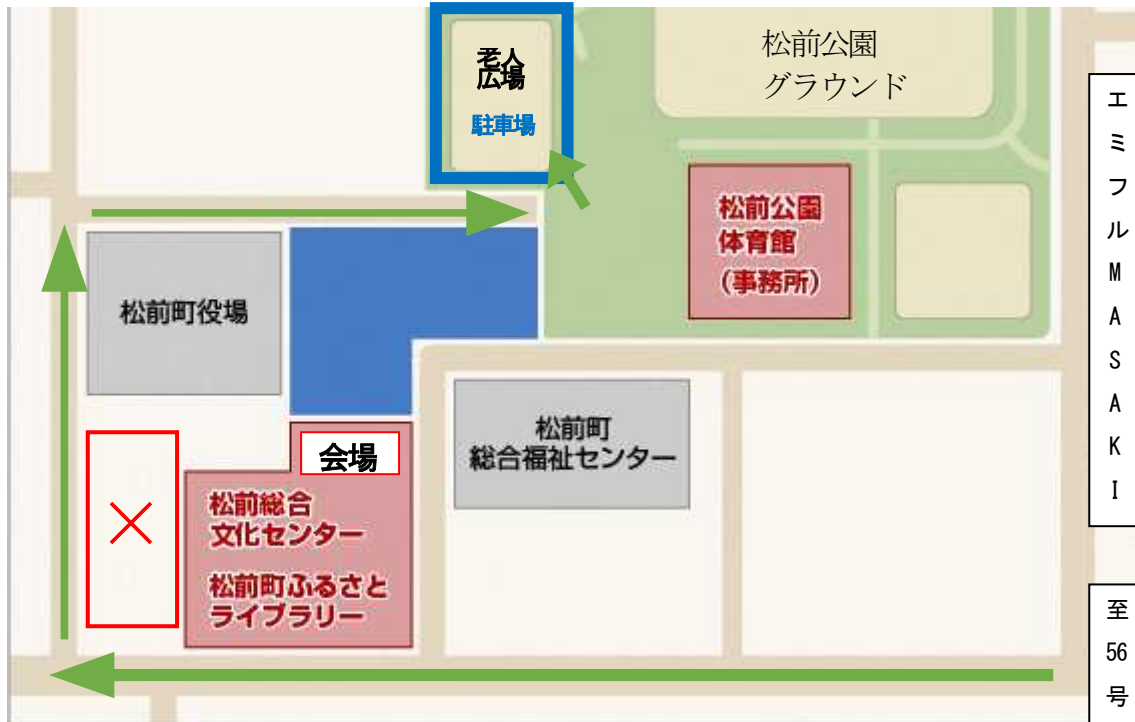 老人
広場
駐車場
松前公園
グラウンド
エミフルMASAKI
松前公園
体育館
(事務所)
松前町役場
会場
松前町
総合福祉センター
松前総合
文化センター
松前町ふるさと
ライブラリー
×
至56号